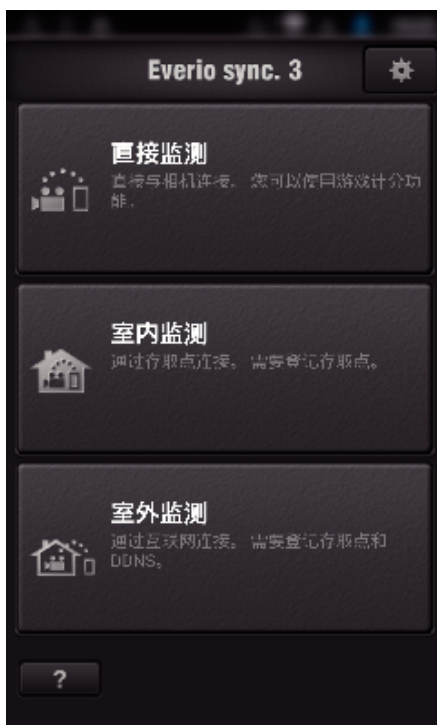 Everio sync. 3
直接监测
直接与相机连接。 您可以使用游戏计分功
能.
室内监测
通过存取点连接。 需要登记存取点。
室外监测
通过互联网连接。 需要登记存取点和
DDNS。
?